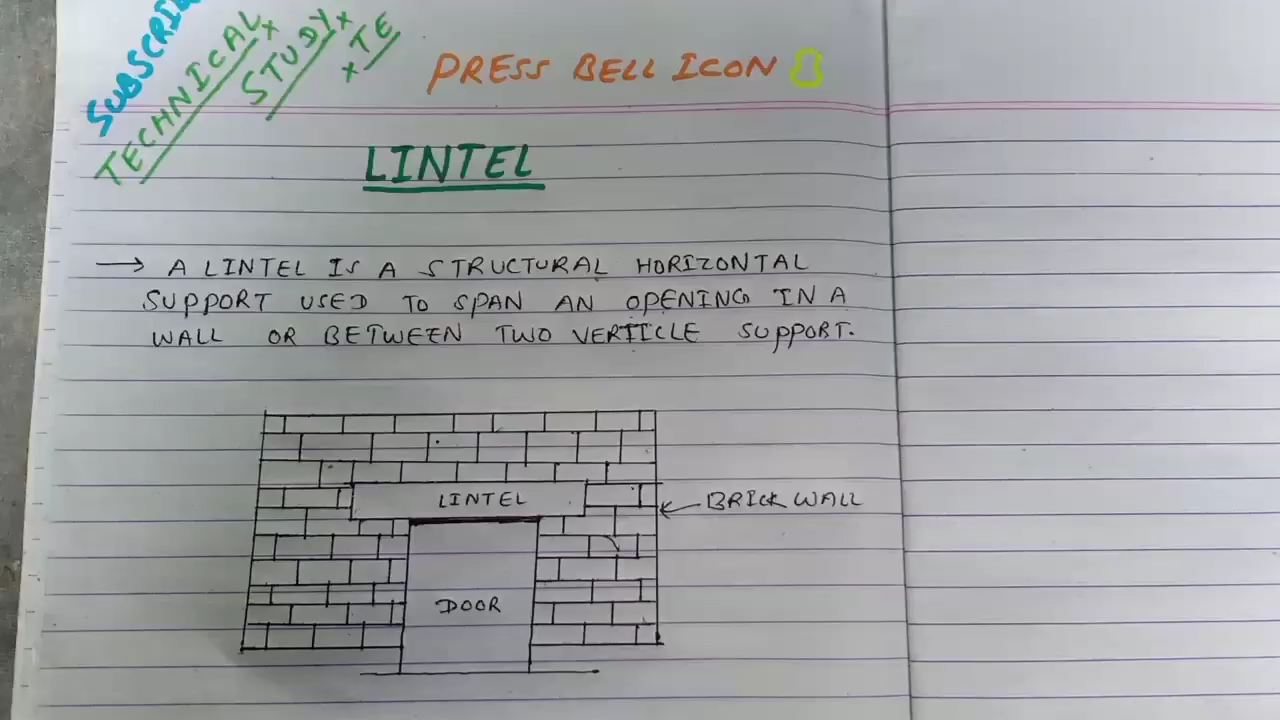 SUBSCRI
TECHNICAL
STUDY
TE
PRESS BELL ICON
LINTEL
→ A LINTEL IS A STRUCTURAL HORIZONTAL
SUPPORT USED TO SPAN AN OPENING IN A
WALL OR BETWEEN TWO VERTICLE SUPPORT.
LINTEL
BRICK WALL
DOOR